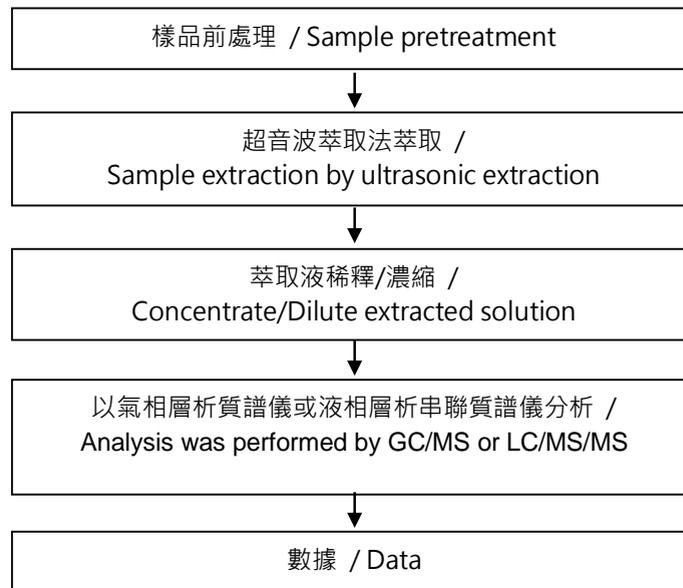 樣品前處理 / Sample pretreatment
超音波萃取法萃取 /
Sample extraction by ultrasonic extraction
萃取液稀釋/濃縮 /
Concentrate/Dilute extracted solution
以氣相層析質譜儀或液相層析串聯質譜儀分析 /
Analysis was performed by GC/MS or LC/MS/MS
數據 / Data